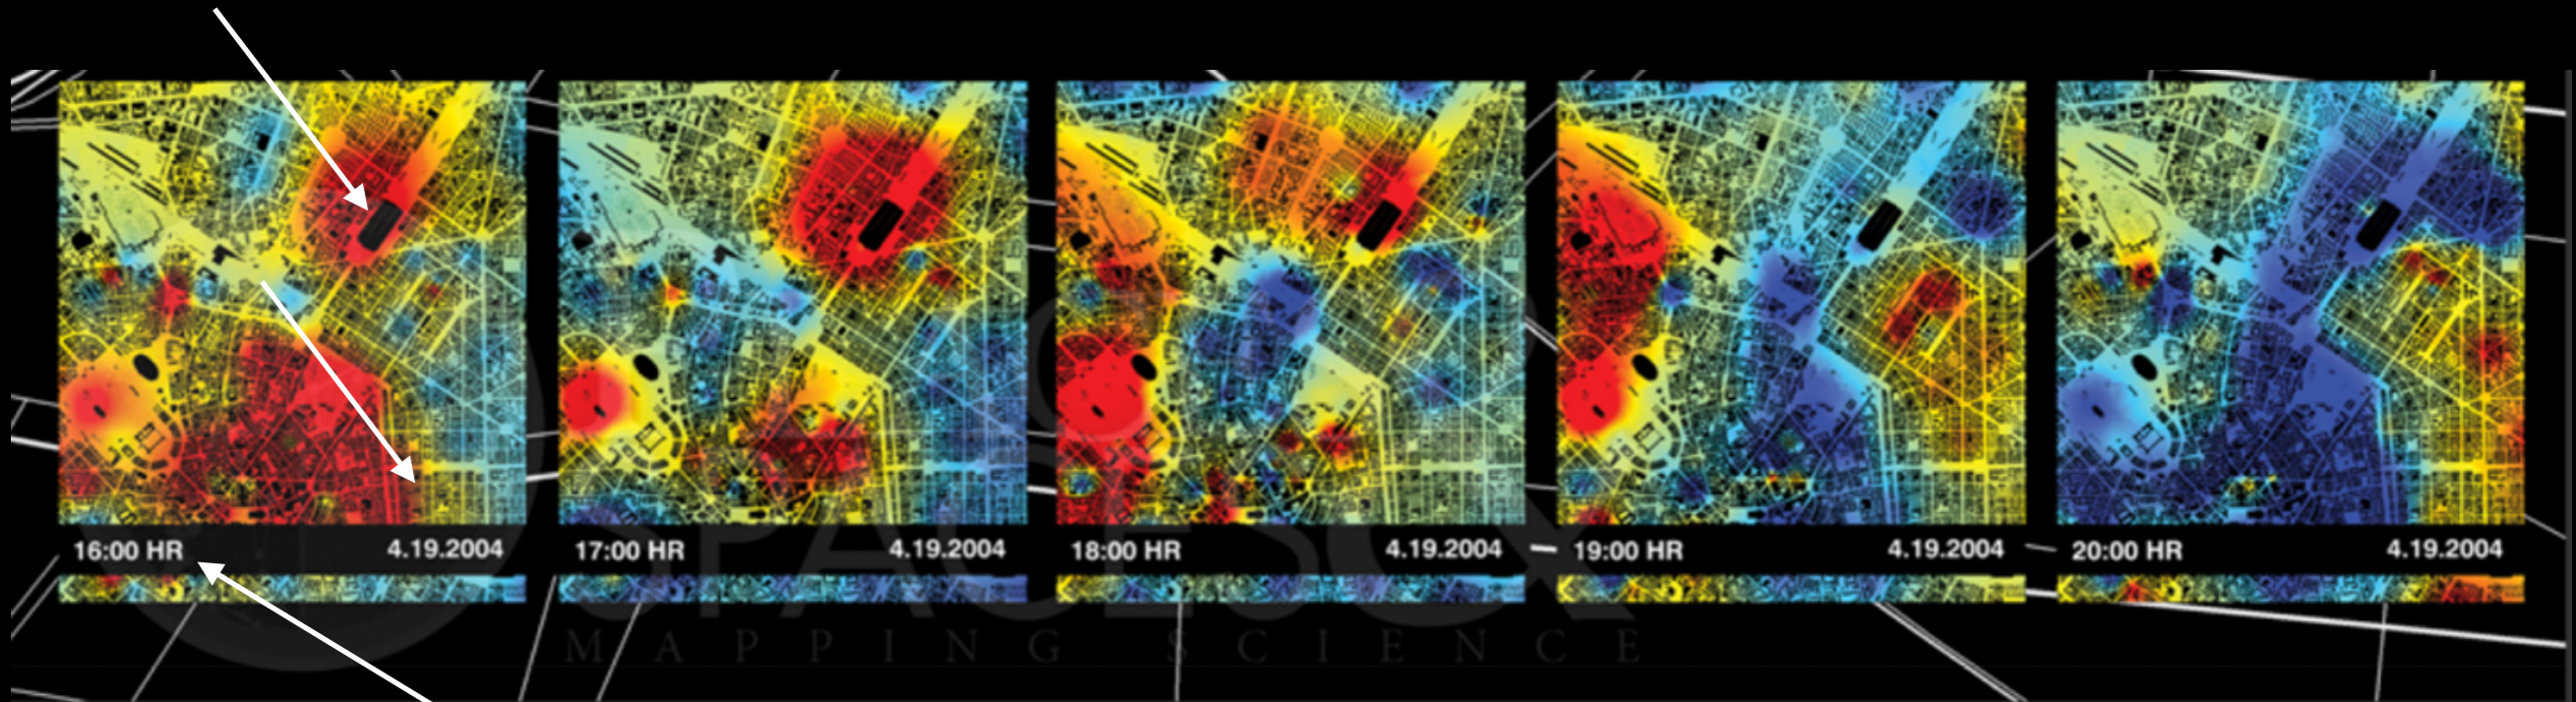 16:00 HR 4.19.2004
17:00 HR 4.19.2004
18:00 HR 4.19.2004
19:00 HR 4.19.2004
20:00 HR 4.19.2004
MAPPING SCIENCE